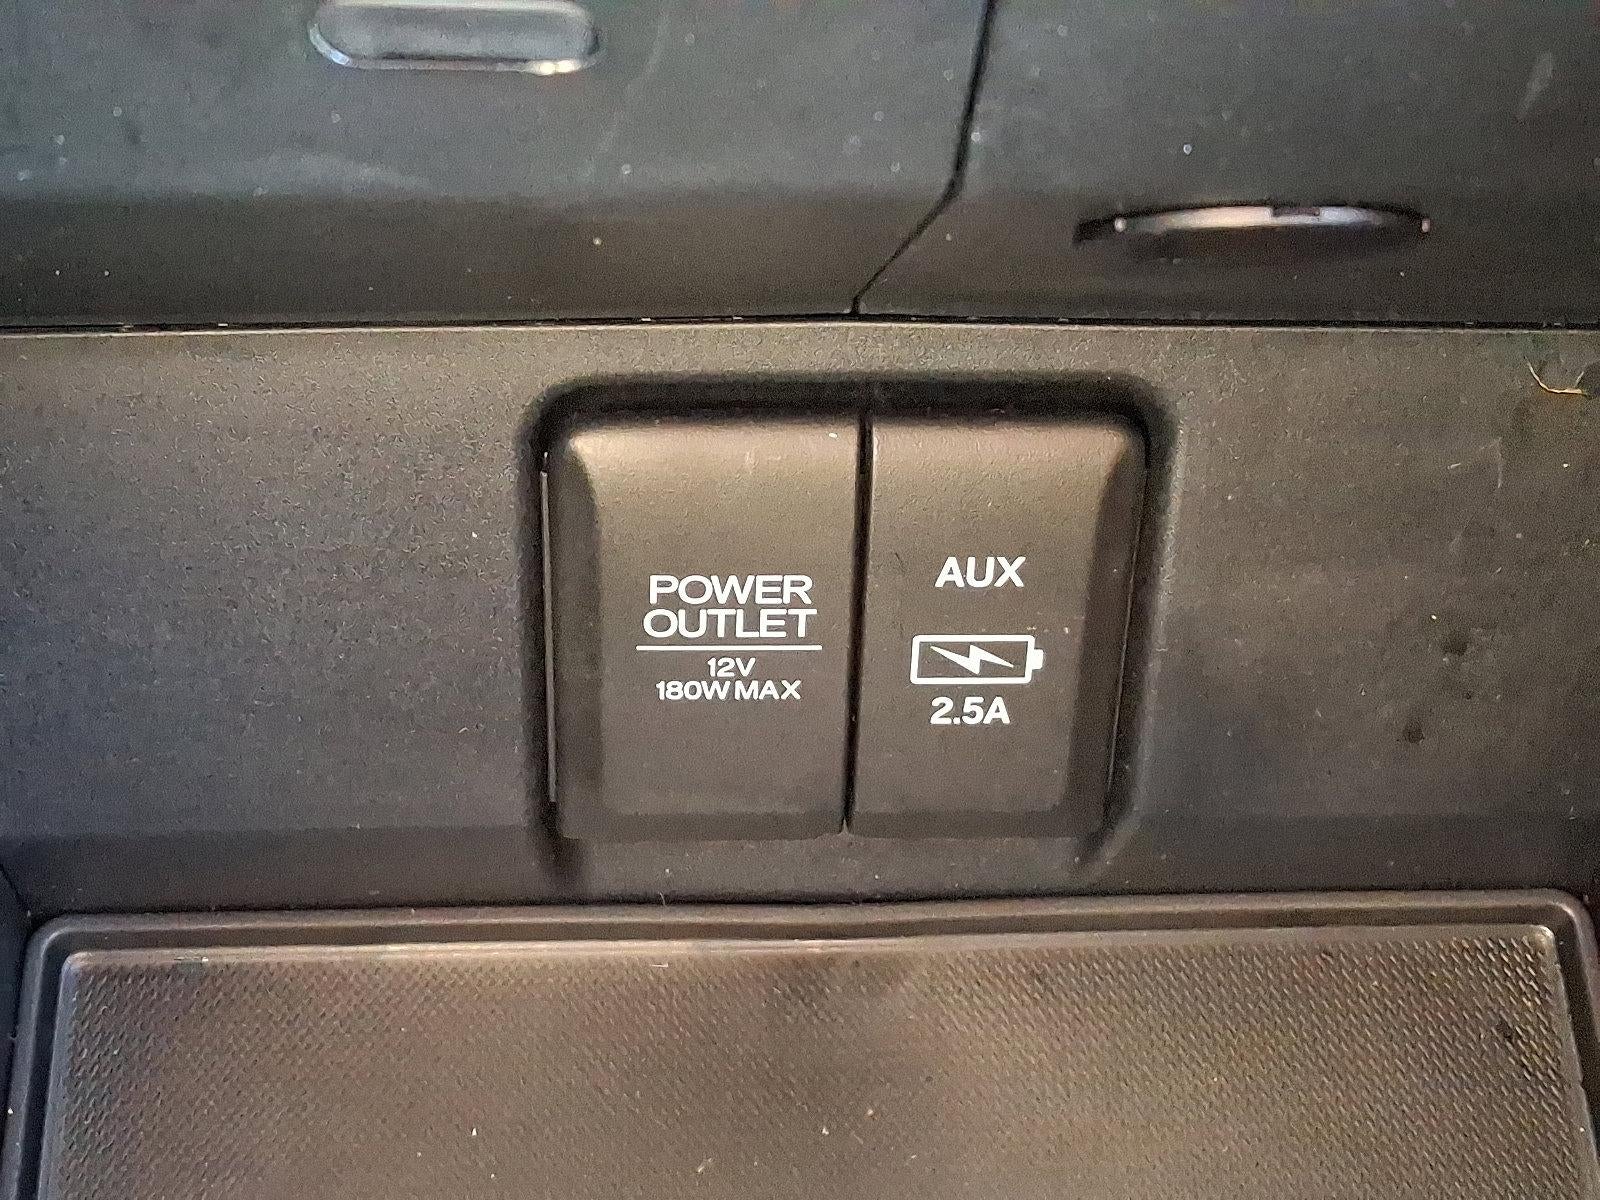 POWER
OUTLET
12V
180W MAX
AUX
2.5A